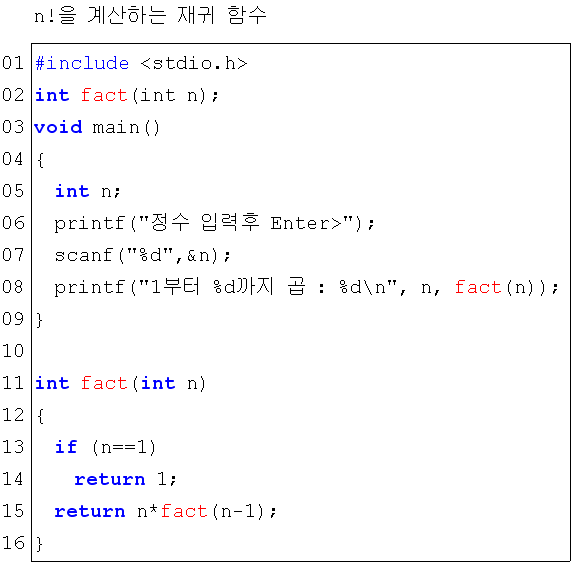 n!을 계산하는 재귀 함수
01 #include <stdio.h>
02 int fact(int n);
03 void main()
04 {
05 int n;
06 printf("정수 입력후 Enter>");
07 scanf("%d",&n);
08 printf("1부터 %d까지 곱 : %d\n", n, fact(n));
09 }
10
11 int fact(int n)
12 {
13 if (n==1)
14 return 1;
15 return n*fact(n-1);
16 }